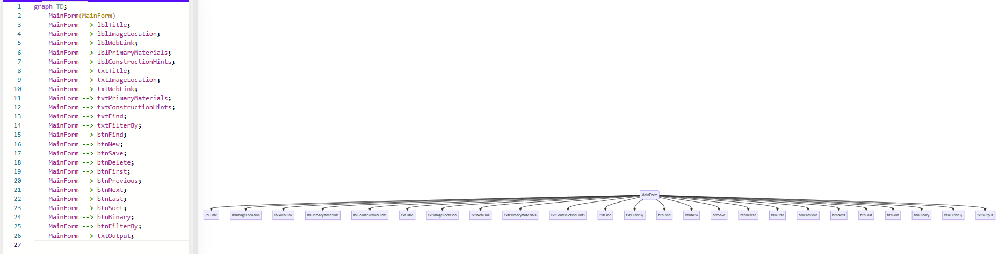 1 graph TD;
2 MainForm(MainForm)
3 MainForm --> lblTitle;
4 MainForm --> lblImageLocation;
5 MainForm --> lblWebLink;
6 MainForm --> lblPrimaryMaterials;
7 MainForm --> lblConstructionHints;
8 MainForm --> txtTitle;
9 MainForm --> txtImageLocation;
10 MainForm --> txtWebLink;
11 MainForm --> txtPrimaryMaterials;
12 MainForm --> txtConstructionHints;
13 MainForm --> txtFind;
14 MainForm --> txtFilterBy;
15 MainForm --> btnFind;
16 MainForm --> btnNew;
17 MainForm --> btnSave;
18 MainForm --> btnDelete;
19 MainForm --> btnFirst;
20 MainForm --> btnPrevious;
21 MainForm --> btnNext;
22 MainForm --> btnLast;
23 MainForm --> btnSort;
24 MainForm --> btnBinary;
25 MainForm --> btnFilterBy;
26 MainForm --> txtOutput;
27
MainForm
lblTitle lblImageLocation lblWebLink lblPrimaryMaterials lblConstructionHints txtTitle txtImageLocation txtWebLink txtPrimaryMaterials txtConstructionHints txtFind txtFilterBy btnFind btnNew btnSave btnDelete btnFirst btnPrevious btnNext btnLast btnSort btnBinary btnFilterBy txtOutput